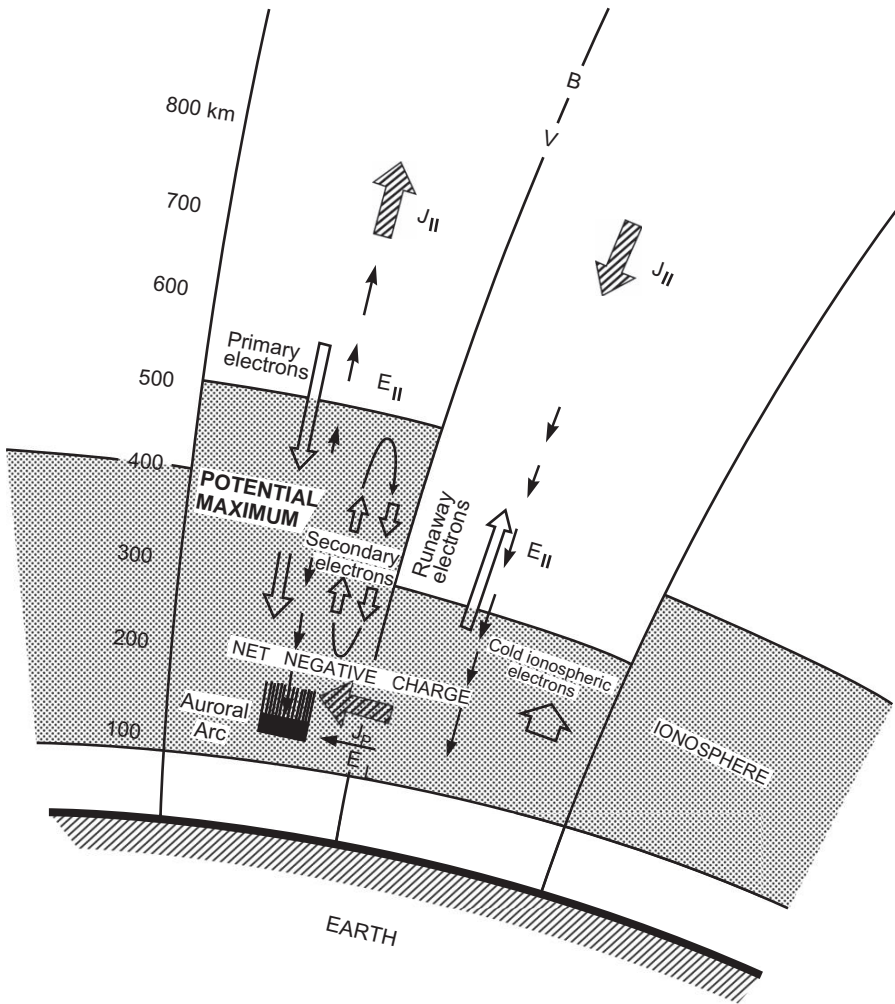 800 km
B
V
700
J_II
J_II
600
Primary
electrons
500
E_II
400
POTENTIAL
MAXIMUM
Runaway
electrons
E_II
300
Secondary
electrons
200
NET NEGATIVE CHARGE
Cold ionospheric
electrons
Auroral
Arc
100
J_P
E_⊥
IONOSPHERE
EARTH